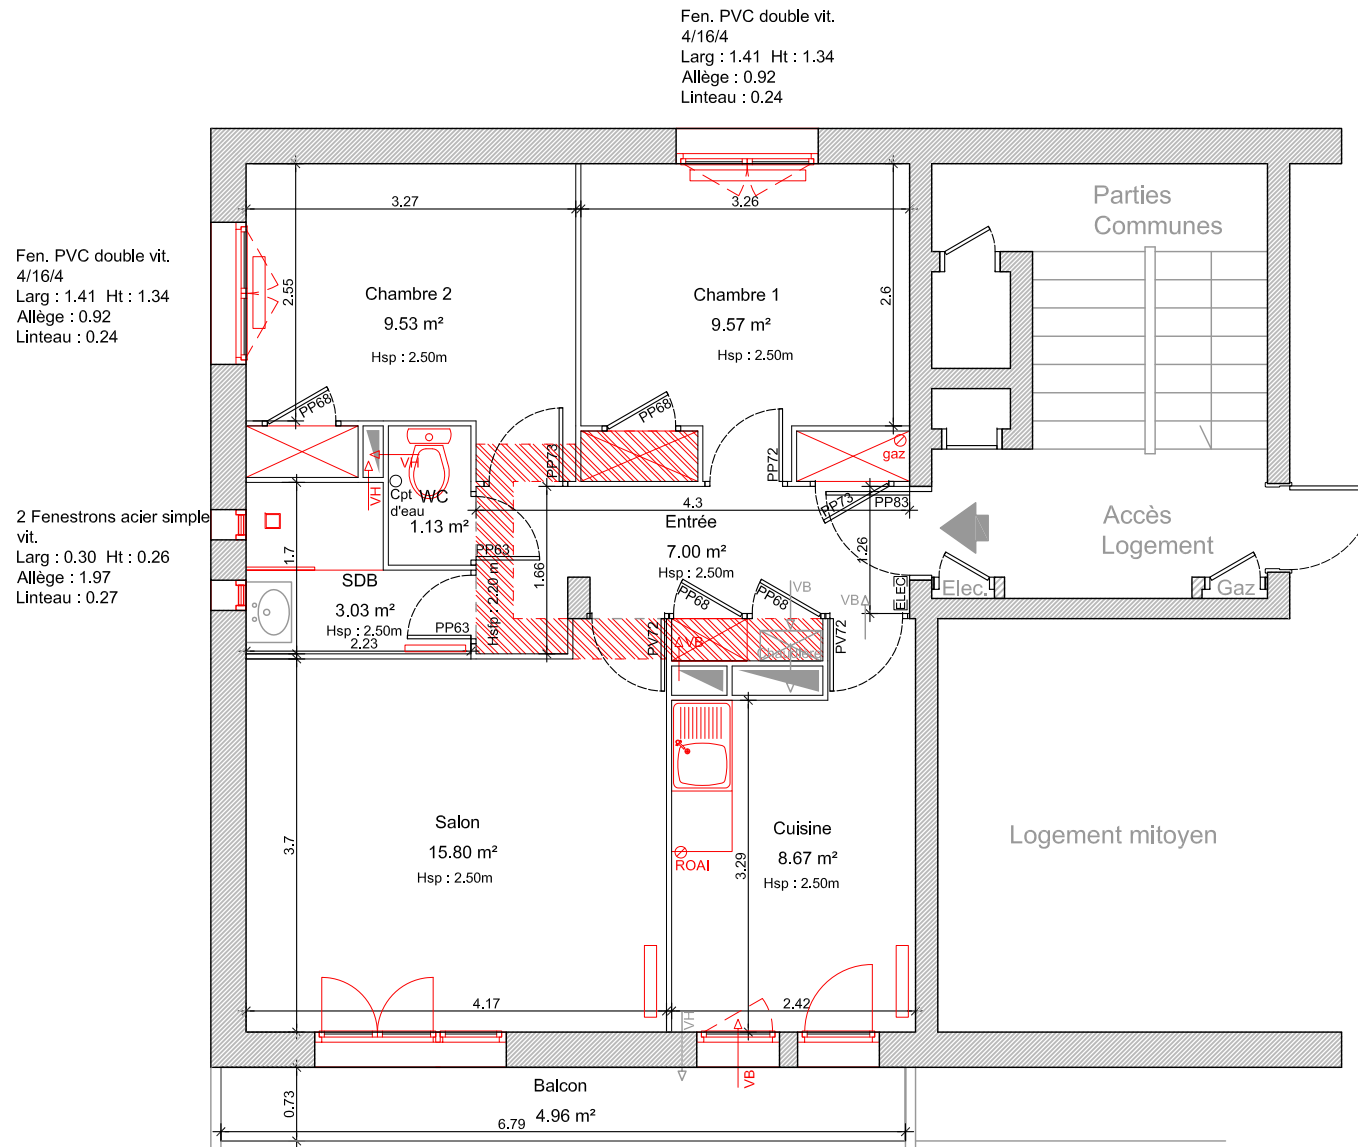 Fen. PVC double vit.
4/16/4
Larg : 1.41  Ht : 1.34
Allège : 0.92
Linteau : 0.24
Parties
Communes
3.27
3.26
Fen. PVC double vit.
4/16/4
Larg : 1.41  Ht : 1.34
Allège : 0.92
Linteau : 0.24
2.55
Chambre 2
9.53 m²
Hsp : 2.50m
Chambre 1
9.57 m²
Hsp : 2.50m
2.6
PP68
PP68
PP73
PP72
gaz
VH
VH
Cpt
d'eau
WC
1.13 m²
4.3
PP73
PP83
2 Fenestrons acier simple
vit.
Larg : 0.30  Ht : 0.26
Allège : 1.97
Linteau : 0.27
Entrée
7.00 m²
Hsp : 2.50m
Accès
Logement
1.7
PP63
1.66
1.26
SDB
3.03 m²
Hsp : 2.50m
2.23
PP63
Hsfp : 2.20 m
PP68
PP68
VB
VB
ELEC
Elec.
Gaz
PV72
VB
PV72
Salon
15.80 m²
Hsp : 2.50m
3.7
Cuisine
8.67 m²
Hsp : 2.50m
3.29
ROAI
Logement mitoyen
4.17
2.42
VH
VB
Balcon
4.96 m²
0.73
6.79